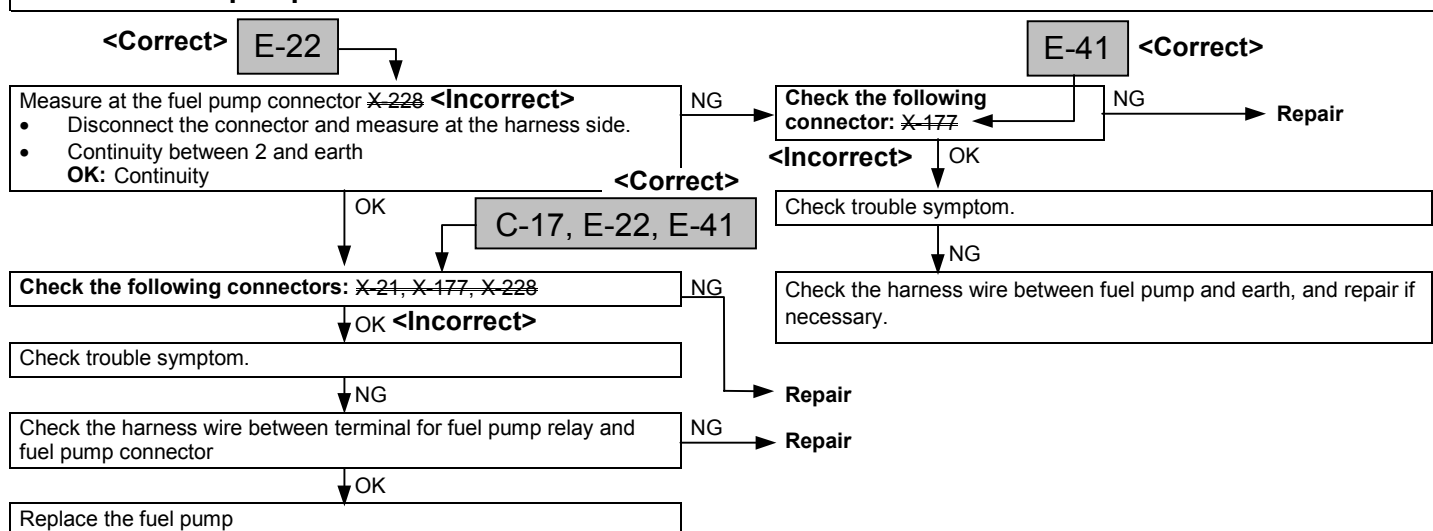 <Correct> E-22
E-41 <Correct>
Measure at the fuel pump connector X-228 <Incorrect>
• Disconnect the connector and measure at the harness side.
• Continuity between 2 and earth
OK: Continuity
NG
Check the following
connector: X-177
NG
Repair
<Incorrect> OK
<Correct>
C-17, E-22, E-41
OK
Check trouble symptom.
NG
Check the harness wire between fuel pump and earth, and repair if
necessary.
Check the following connectors: X-21, X-177, X-228
NG
OK <Incorrect>
Check trouble symptom.
Repair
NG
Check the harness wire between terminal for fuel pump relay and
fuel pump connector
NG
Repair
OK
Replace the fuel pump